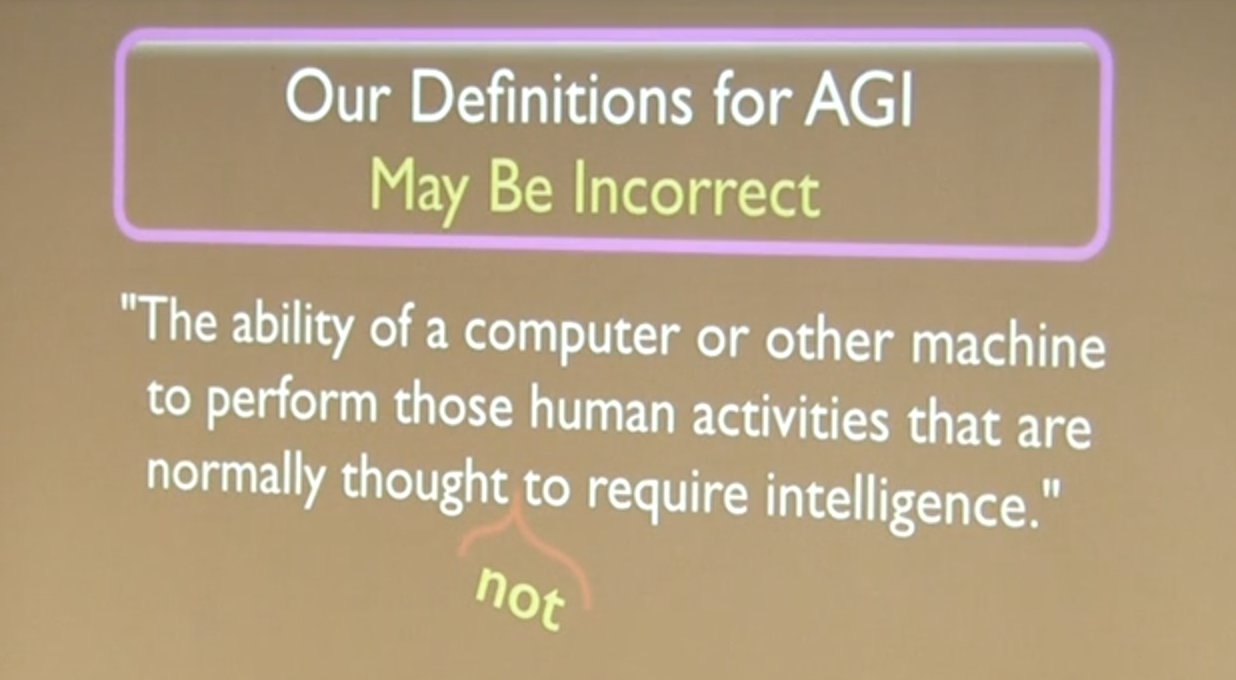 Our Definitions for AGI
May Be Incorrect
"The ability of a computer or other machine
to perform those human activities that are
normally thought to require intelligence."
not